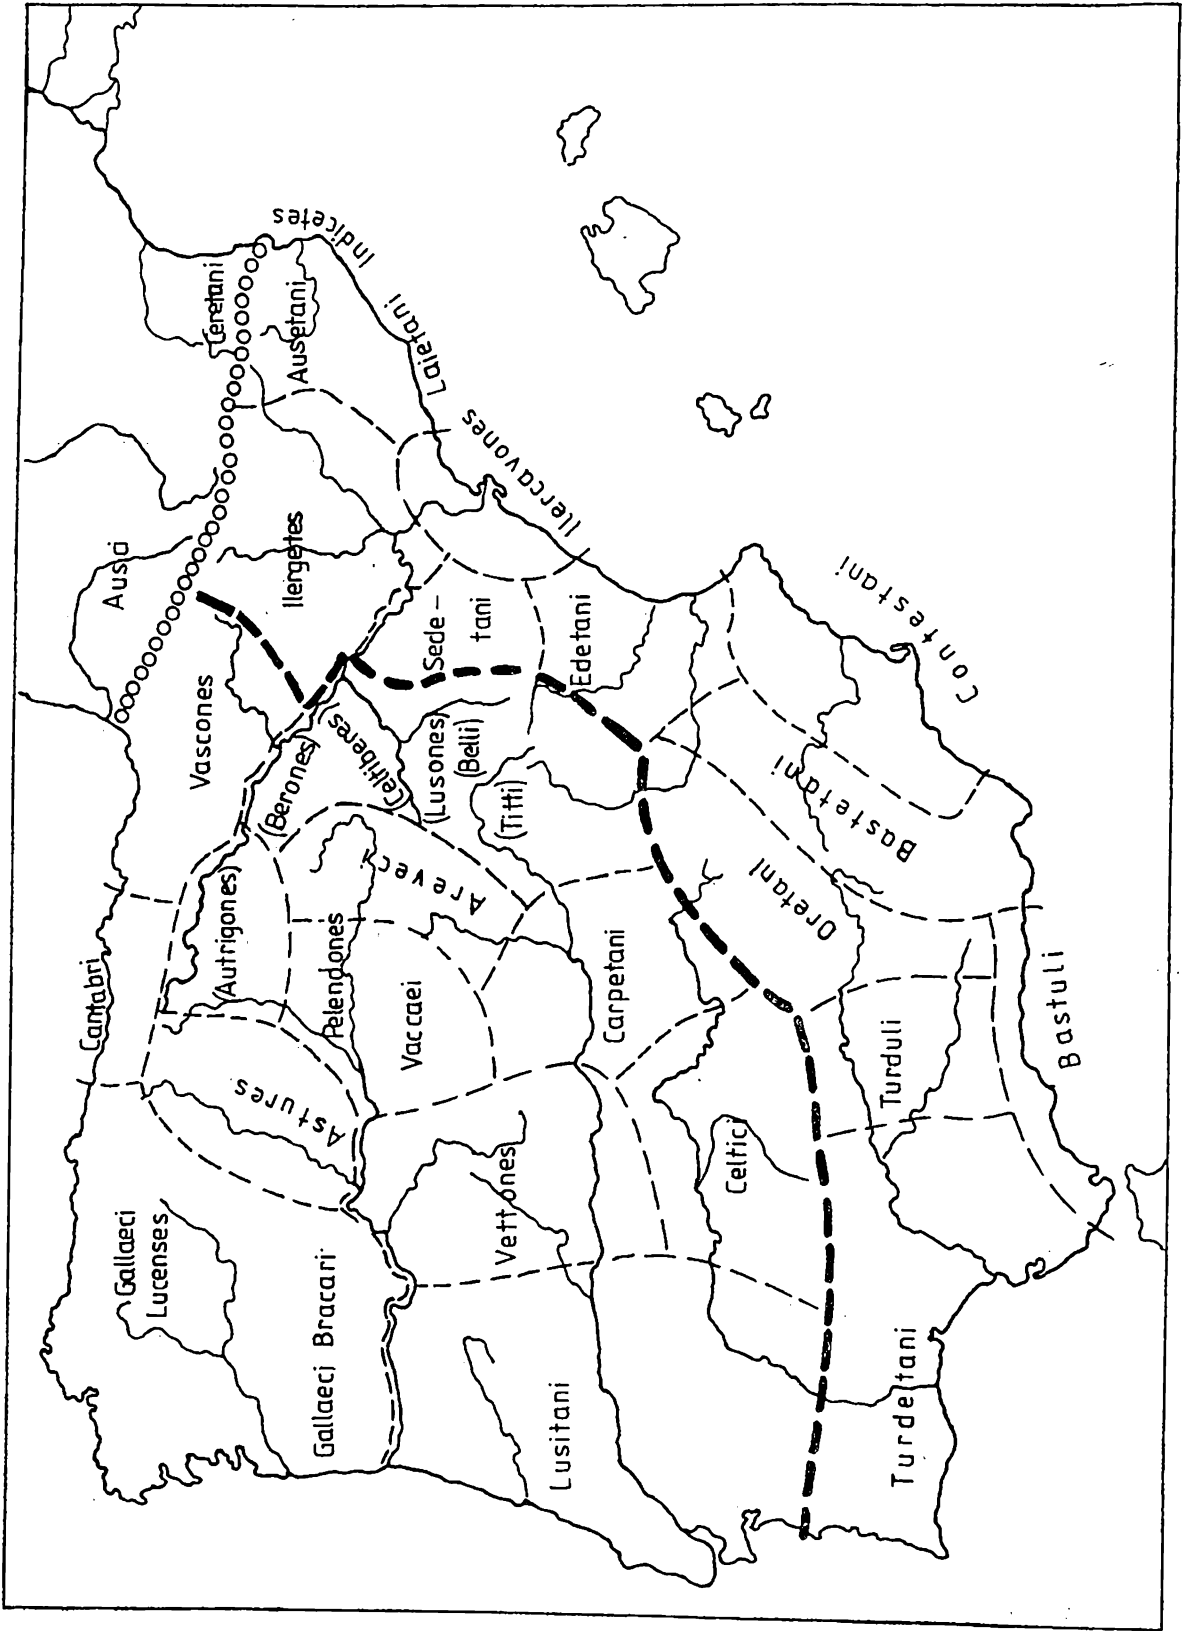 Cantabri
Gallaeci
Lucenses
Astures
(Autrigones)
Vascones
Ausci
Ceretani
Gallaeci Bracari
Pelendones
(Berones)
Ilergetes
Ausetani
Indicetes
Vaccaei
Arevaci
(Celtiberes)
(Lusones)
(Belli)
(Titti)
Sede-
tani
Laietani
Ilercavones
Lusitani
Vettones
Carpetani
Edetani
Celtici
Oretani
Contestani
Turdetani
Turduli
Bastetani
Bastuli